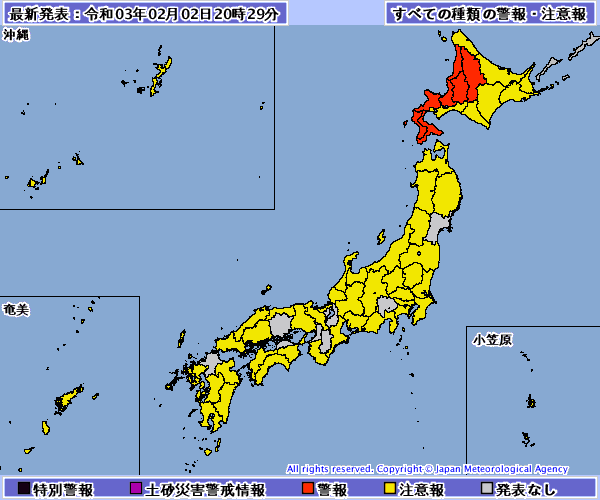 最新発表：令和03年02月02日20時29分
すべての種類の警報・注意報
沖縄
奄美
小笠原
All rights reserved. Copyright © Japan Meteorological Agency
特別警報 土砂災害警戒情報 警報 注意報 発表なし